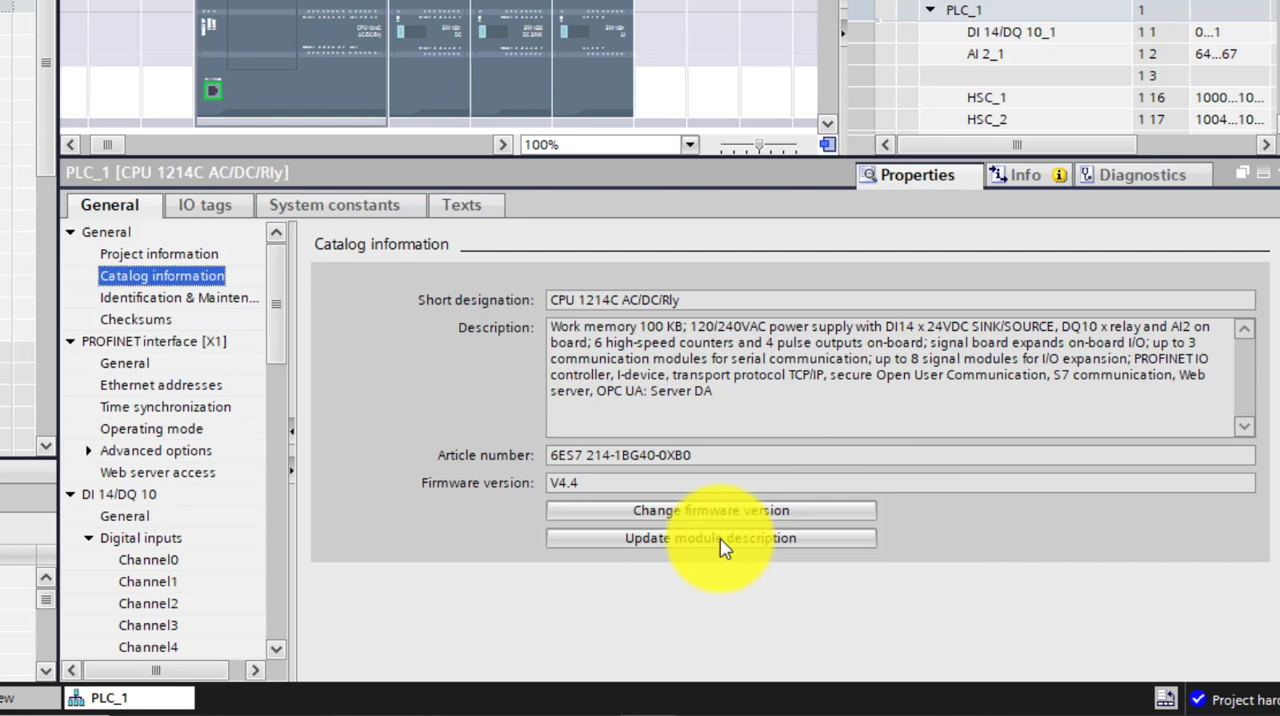 PLC_1 1
DI 14/DQ 10_1 1 1 0...1
AI 2_1 1 2 64...67
1 3
HSC_1 1 16 1000...10...
HSC_2 1 17 1004...10...
100%
PLC_1 [CPU 1214C AC/DC/Rly]
Properties Info Diagnostics
General IO tags System constants Texts
General
Project information
Catalog information
Identification & Mainten...
Checksums
PROFINET interface [X1]
General
Ethernet addresses
Time synchronization
Operating mode
Advanced options
Web server access
DI 14/DQ 10
General
Digital inputs
Channel0
Channel1
Channel2
Channel3
Channel4
Catalog information
Short designation: CPU 1214C AC/DC/Rly
Description: Work memory 100 KB; 120/240VAC power supply with DI14 x 24VDC SINK/SOURCE, DQ10 x relay and AI2 on
board; 6 high-speed counters and 4 pulse outputs on-board; signal board expands on-board I/O; up to 3
communication modules for serial communication; up to 8 signal modules for I/O expansion; PROFINET IO
controller, I-device, transport protocol TCP/IP, secure Open User Communication, S7 communication, Web
server, OPC UA: Server DA
Article number: 6ES7 214-1BG40-0XB0
Firmware version: V4.4
Change firmware version
Update module description
PLC_1
Project har